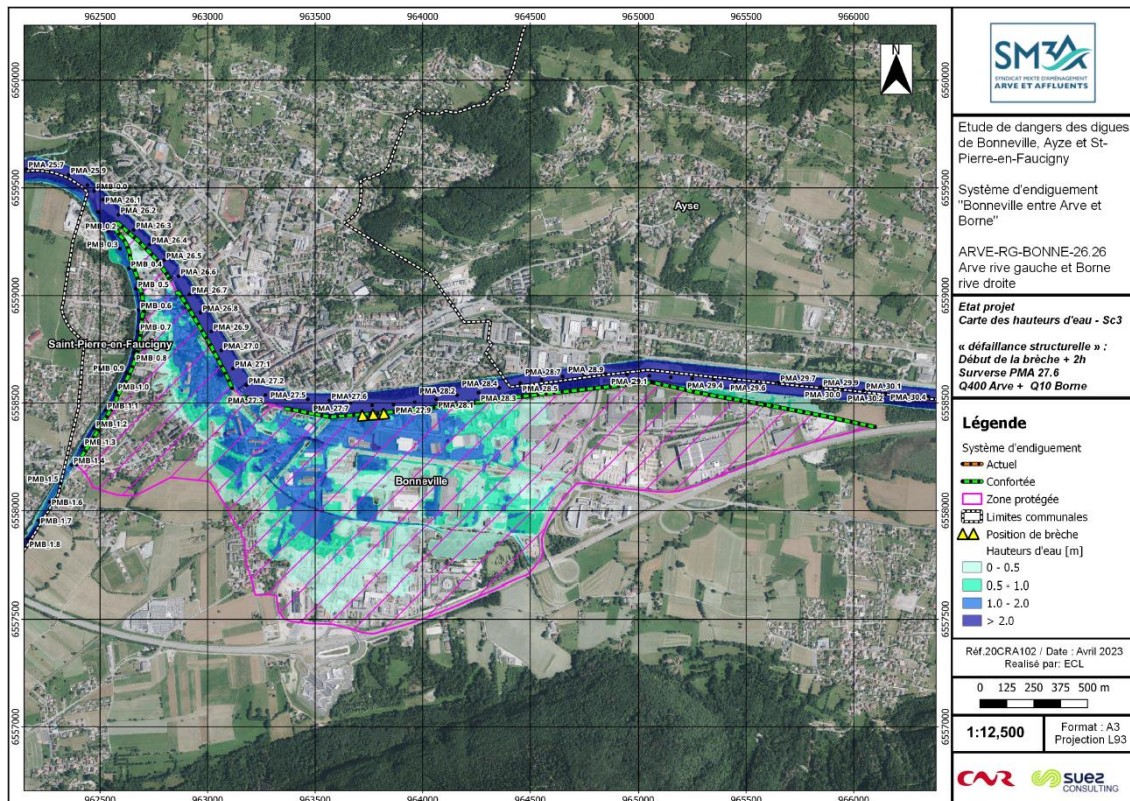 962500
963000
963500
964000
964500
965000
965500
966000
6560000
6559500
6559000
6558500
6558000
6557500
6557000
6560000
6559500
6559000
6558500
6558000
6557500
6557000
N
PMA 25.7
PMA 25.9
PMB 0.0
PMA 26.1
PMA 26.2
PMB 0.2
PMA 26.3
PMB 0.3
PMA 26.4
PMB 0.4
PMA 26.5
PMA 26.6
PMB 0.5
PMA 26.7
PMB 0.6
PMA 26.8
PMB 0.7
PMA 26.9
Saint-Pierre-en-Faucigny
PMA 27.0
PMB 0.8
PMB 0.9
PMA 27.1
PMB 1.0
PMA 27.2
PMB 1.1
PMA 27.3
PMB 1.2
PMB 1.3
PMB 1.4
PMB 1.5
PMB 1.6
PMB 1.7
PMB 1.8
Ayse
PMA 27.5
PMA 27.6
PMA 27.7
PMA 27.9
PMA 28.1
PMA 28.2
PMA 28.3
PMA 28.4
PMA 28.5
PMA 28.7
PMA 28.9
PMA 29.1
PMA 29.4
PMA 29.6
PMA 29.7
PMA 29.9
PMA 30.0
PMA 30.1
PMA 30.2
PMA 30.4
Bonneville
SM3A
SYNDICAT MIXTE D'AMÉNAGEMENT
ARVE ET AFFLUENTS
Etude de dangers des digues
de Bonneville, Ayze et St-
Pierre-en-Faucigny
Système d'endiguement
"Bonneville entre Arve et
Borne"
ARVE-RG-BONNE-26.26
Arve rive gauche et Borne
rive droite
Etat projet
Carte des hauteurs d'eau - Sc3
« défaillance structurelle » :
Début de la brèche + 2h
Surverse PMA 27.6
Q400 Arve + Q10 Borne
Légende
Système d'endiguement
Actuel
Confortée
Zone protégée
Limites communales
Position de brèche
Hauteurs d'eau [m]
0 - 0.5
0.5 - 1.0
1.0 - 2.0
> 2.0
Réf.20CRA102 / Date : Avril 2023
Realisé par: ECL
0 125 250 375 500 m
1:12,500
Format : A3
Projection L93
CNR
suez
CONSULTING